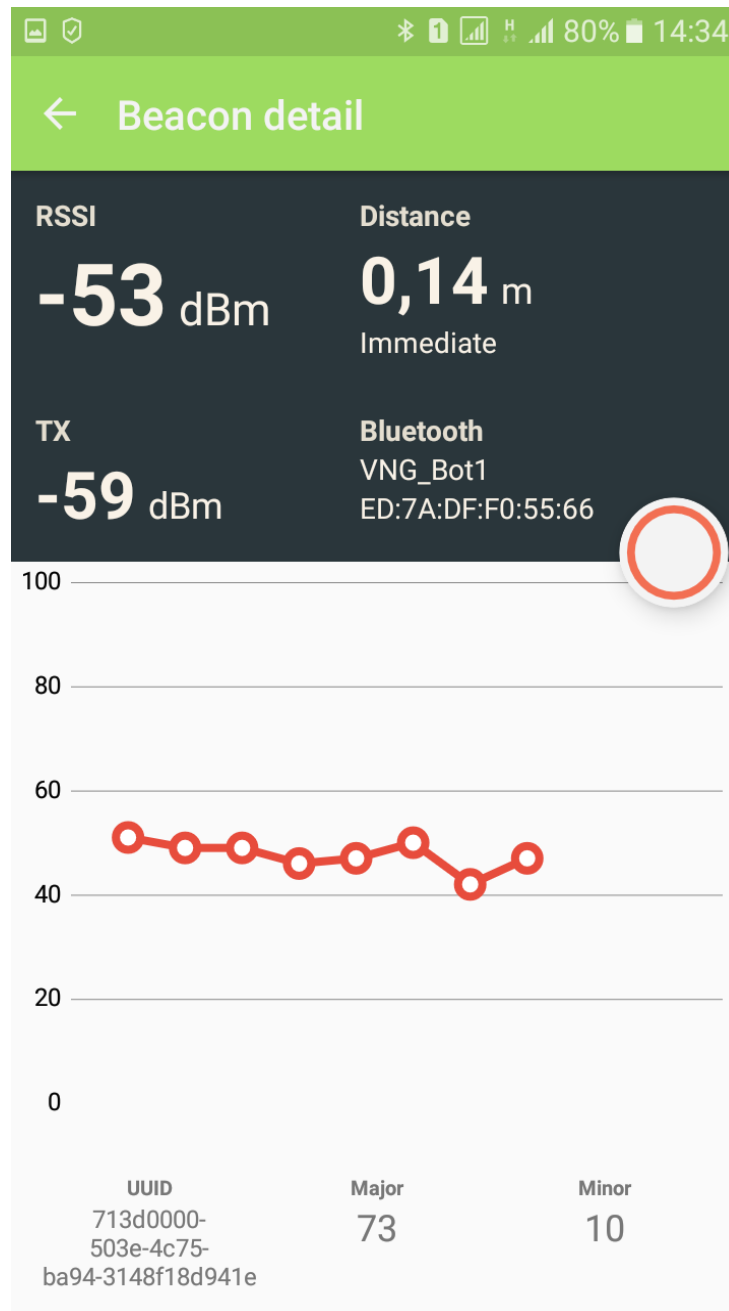 1 H 80% 14:34
Beacon detail
RSSI
-53 dBm
Distance
0,14 m
Immediate
TX
-59 dBm
Bluetooth
VNG_Bot1
ED:7A:DF:F0:55:66
100
80
60
40
20
0
UUID
713d0000-
503e-4c75-
ba94-3148f18d941e
Major
73
Minor
10